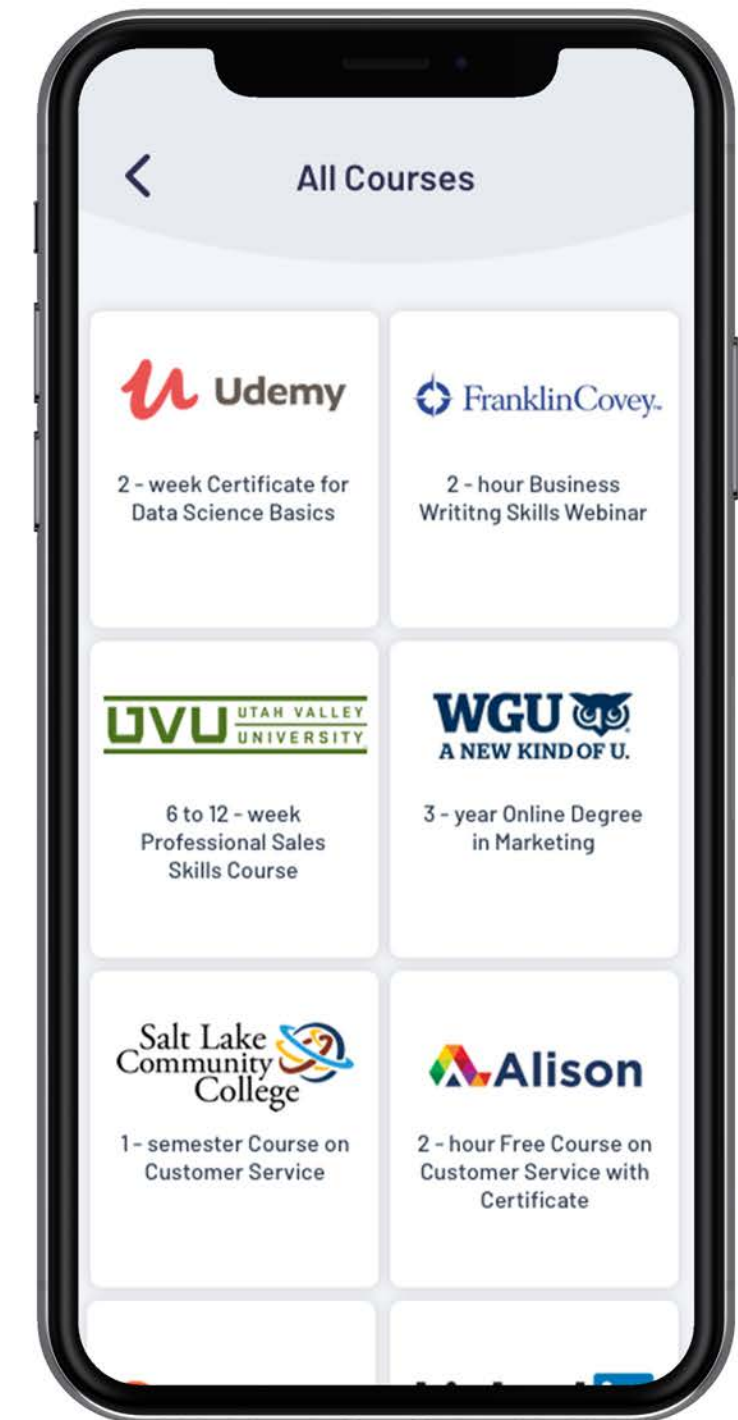 All Courses
Udemy
2 - week Certificate for
Data Science Basics
FranklinCovey
2 - hour Business
Writitng Skills Webinar
UVU UTAH VALLEY
UNIVERSITY
6 to 12 - week
Professional Sales
Skills Course
WGU
A NEW KIND OF U.
3 - year Online Degree
in Marketing
Salt Lake
Community
College
1 - semester Course on
Customer Service
Alison
2 - hour Free Course on
Customer Service with
Certificate